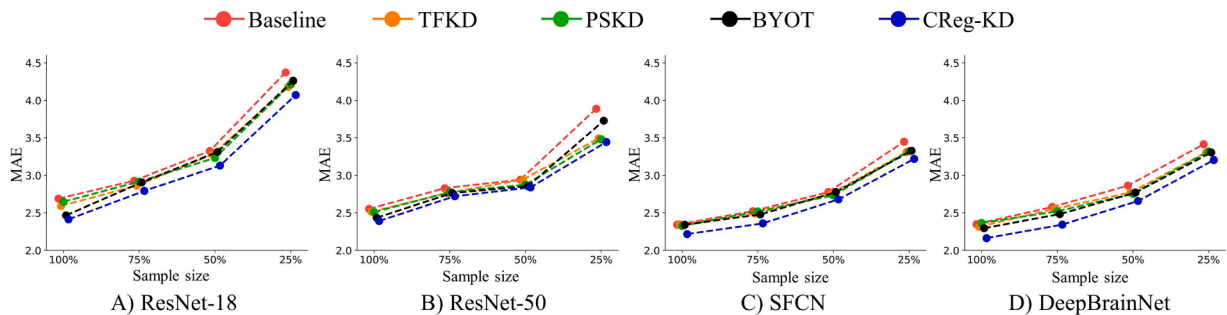 Baseline TFKD PSKD BYOT CReg-KD
4.5 4.5 4.5 4.5
4.0 4.0 4.0 4.0
3.5 3.5 3.5 3.5
MAE MAE MAE MAE
3.0 3.0 3.0 3.0
2.5 2.5 2.5 2.5
2.0 2.0 2.0 2.0
100% 75% 50% 25% 100% 75% 50% 25% 100% 75% 50% 25% 100% 75% 50% 25%
Sample size Sample size Sample size Sample size
A) ResNet-18 B) ResNet-50 C) SFCN D) DeepBrainNet